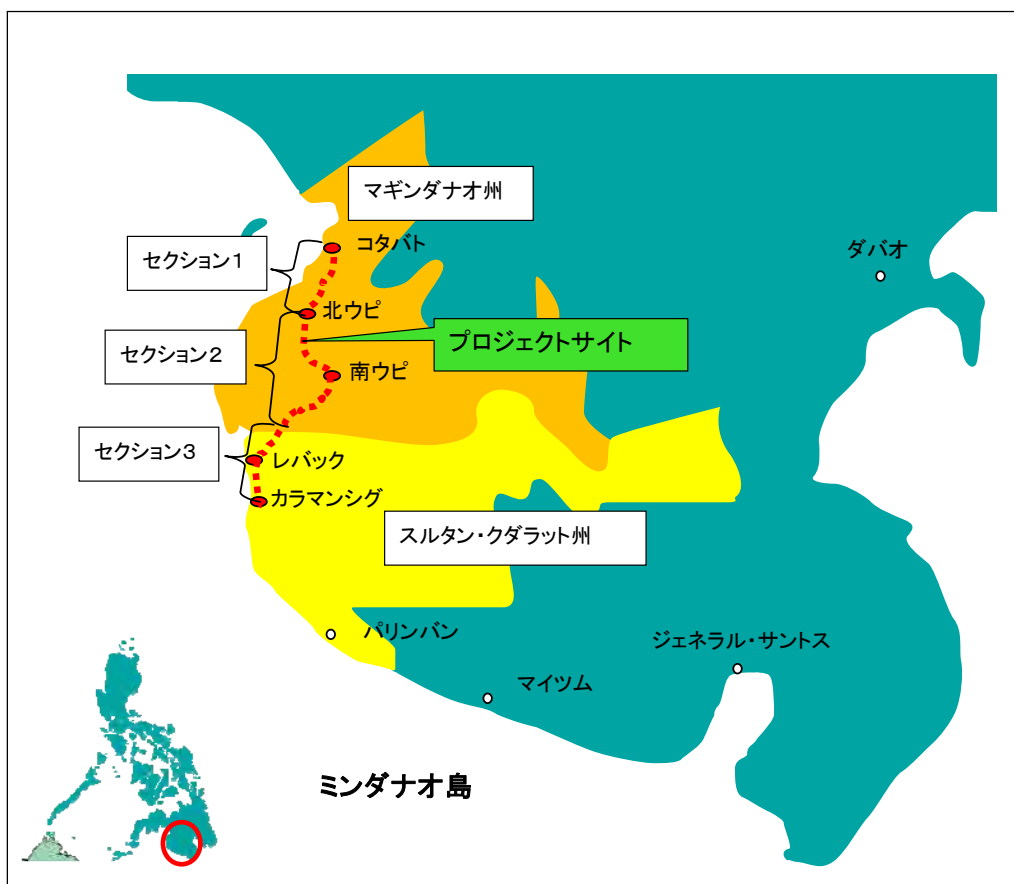 マギンダナオ州
コタバト
セクション１
ダバオ
北ウピ
プロジェクトサイト
セクション２
南ウピ
セクション３
レバック
カラマンシグ
スルタン・クダラット州
パリンバン
ジェネラル・サントス
マイツム
ミンダナオ島